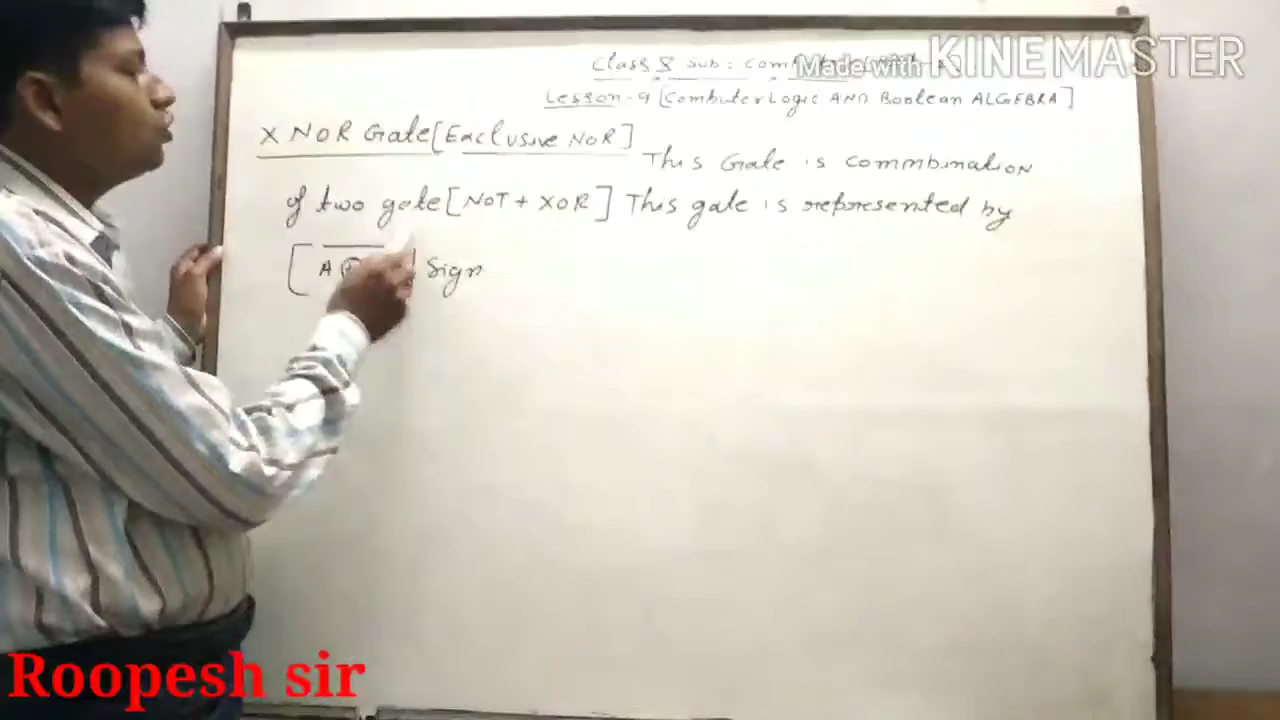 Class 8 Sub: Com
Made with KINEMASTER
Lesson-9 [Computer Logic AND Boolean ALGEBRA]
X NOR Gate [Exclusive NOR]
This Gate is commbination
of two gate [NOT + XOR] This gate is represented by
[A ⊕ ] Sign
Roopesh sir